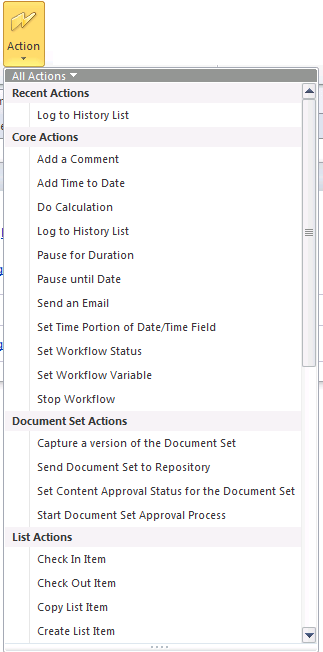 Action
All Actions
Recent Actions
Log to History List
Core Actions
Add a Comment
Add Time to Date
Do Calculation
Log to History List
Pause for Duration
Pause until Date
Send an Email
Set Time Portion of Date/Time Field
Set Workflow Status
Set Workflow Variable
Stop Workflow
Document Set Actions
Capture a version of the Document Set
Send Document Set to Repository
Set Content Approval Status for the Document Set
Start Document Set Approval Process
List Actions
Check In Item
Check Out Item
Copy List Item
Create List Item